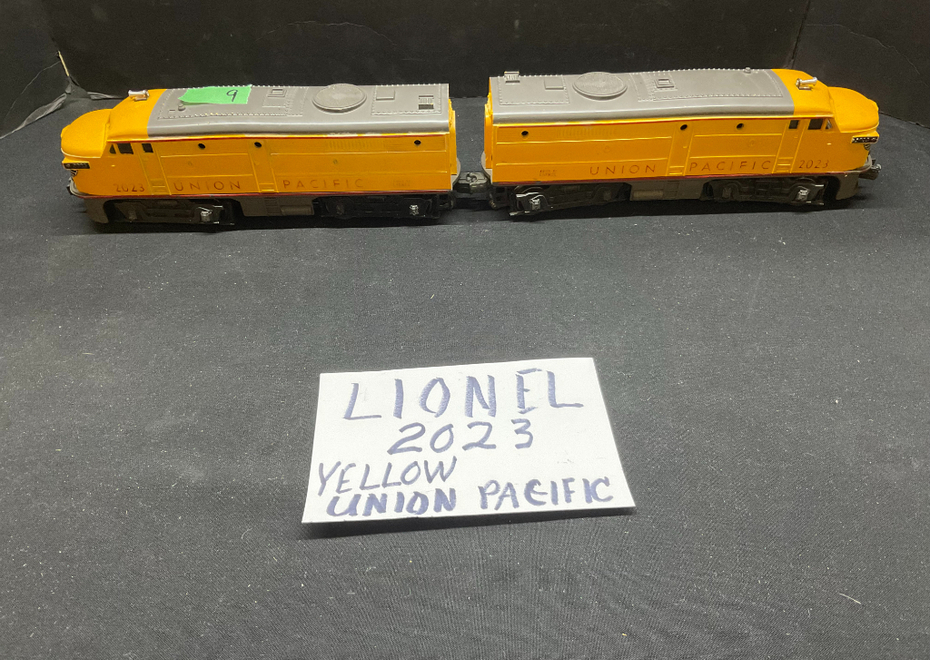 9
2023 UNION PACIFIC
UNION PACIFIC 2023
LIONEL
2023
YELLOW
UNION PACIFIC